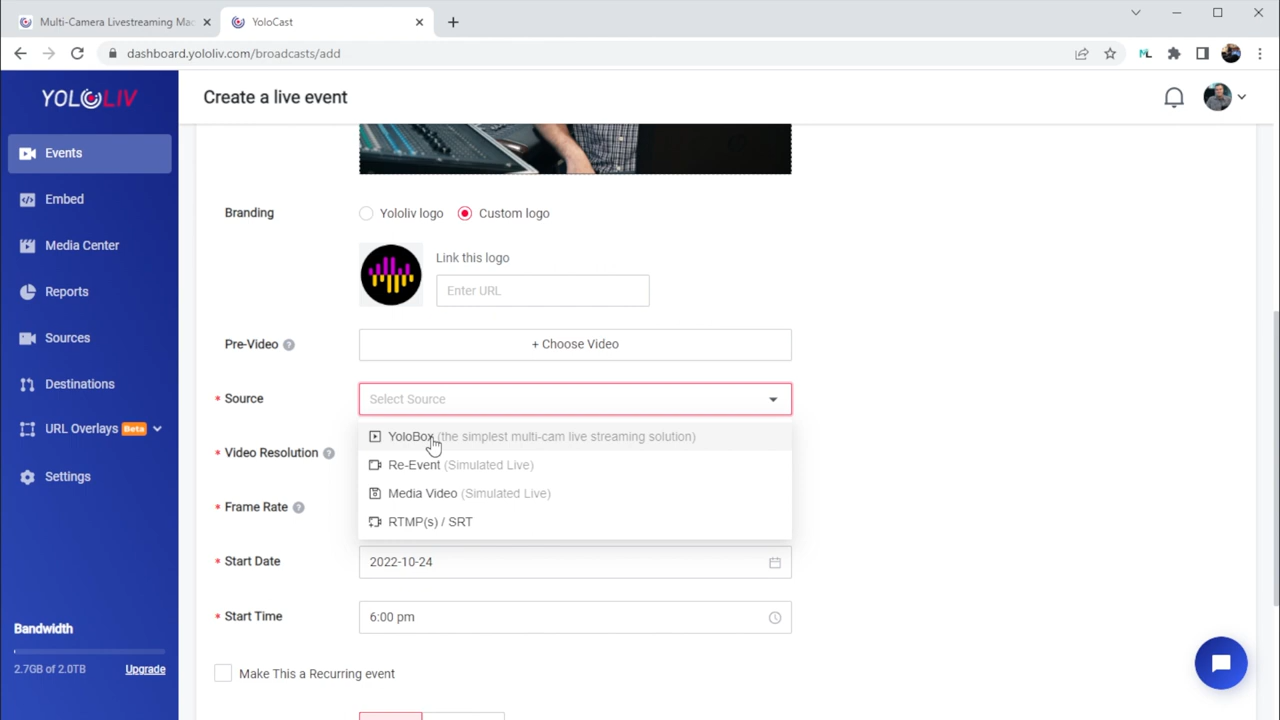 Multi-Camera Livestreaming Mac
YoloCast
dashboard.yololiv.com/broadcasts/add
YOLOLIV
Create a live event
Events
Embed
Media Center
Reports
Sources
Destinations
URL Overlays Beta
Settings
Bandwidth
2.7GB of 2.0TB Upgrade
Branding
Yololiv logo
Custom logo
Link this logo
Enter URL
Pre-Video ?
+ Choose Video
* Source
Select Source
YoloBox (the simplest multi-cam live streaming solution)
Re-Event (Simulated Live)
Media Video (Simulated Live)
RTMP(s) / SRT
* Video Resolution ?
* Frame Rate ?
* Start Date
2022-10-24
* Start Time
6:00 pm
Make This a Recurring event